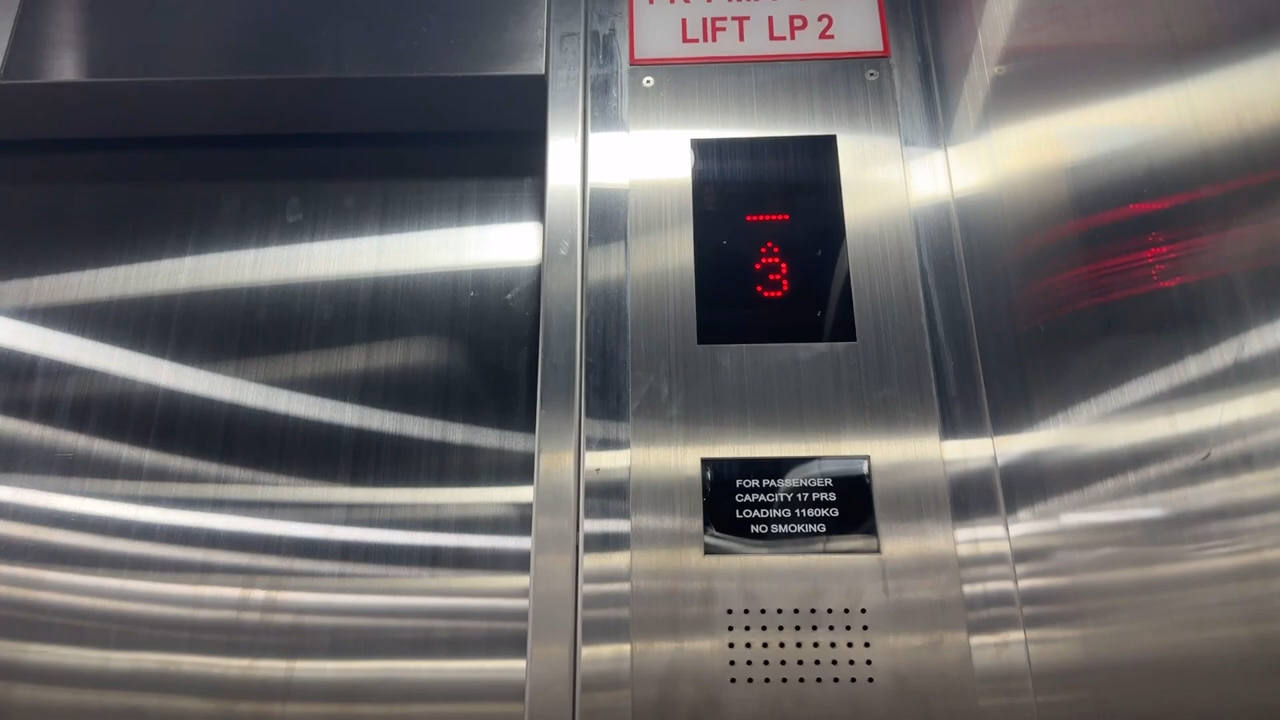 LIFT LP 2
3
FOR PASSENGER
CAPACITY 17 PRS
LOADING 1160KG
NO SMOKING